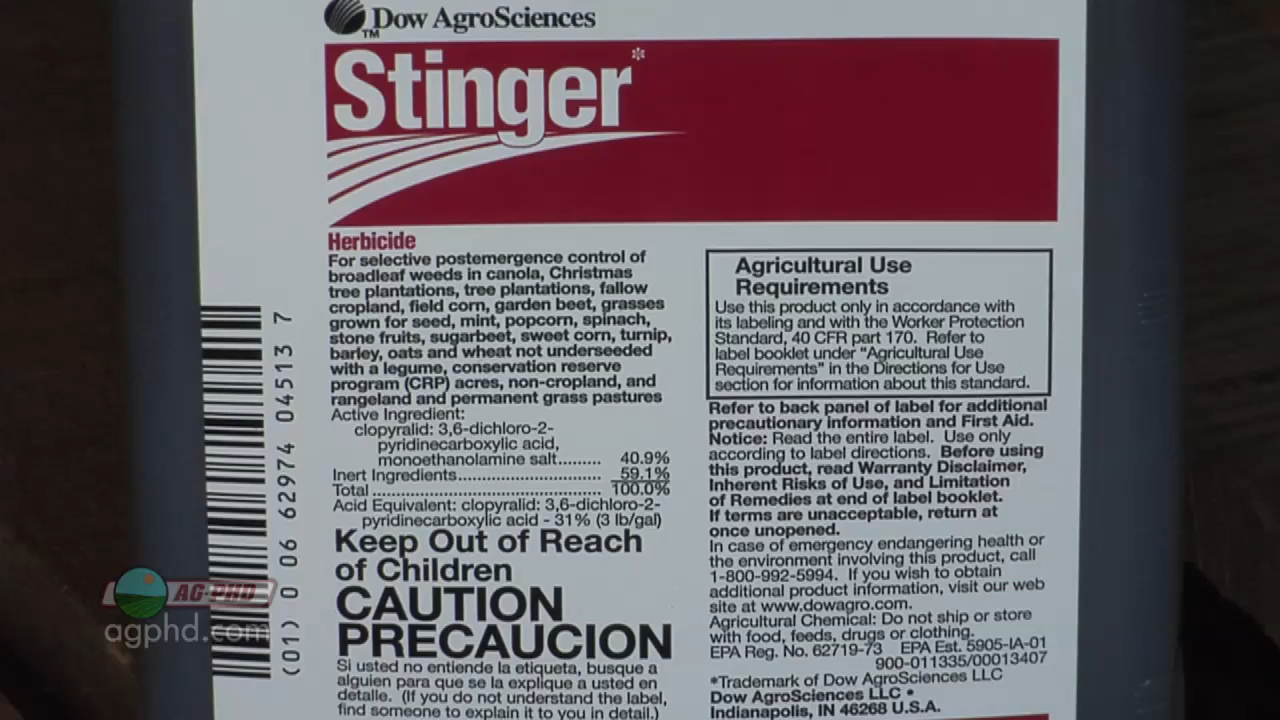 Dow AgroSciences
TM
Stinger*
Herbicide
For selective postemergence control of
broadleaf weeds in canola, Christmas
tree plantations, tree plantations, fallow
cropland, field corn, garden beet, grasses
grown for seed, mint, popcorn, spinach,
stone fruits, sugarbeet, sweet corn, turnip,
barley, oats and wheat not underseeded
with a legume, conservation reserve
program (CRP) acres, non-cropland, and
rangeland and permanent grass pastures
Active Ingredient:
clopyralid: 3,6-dichloro-2-
pyridinecarboxylic acid,
monoethanolamine salt......... 40.9%
Inert Ingredients.............................. 59.1%
Total ................................................ 100.0%
Acid Equivalent: clopyralid: 3,6-dichloro-2-
pyridinecarboxylic acid - 31% (3 lb/gal)
Keep Out of Reach
of Children
CAUTION
PRECAUCION
Si usted no entiende la etiqueta, busque a
alguien para que se la explique a usted en
detalle. (If you do not understand the label,
find someone to explain it to you in detail.)
Agricultural Use
Requirements
Use this product only in accordance with
its labeling and with the Worker Protection
Standard, 40 CFR part 170. Refer to
label booklet under "Agricultural Use
Requirements" in the Directions for Use
section for information about this standard.
Refer to back panel of label for additional
precautionary information and First Aid.
Notice: Read the entire label. Use only
according to label directions. Before using
this product, read Warranty Disclaimer,
Inherent Risks of Use, and Limitation
of Remedies at end of label booklet.
If terms are unacceptable, return at
once unopened.
In case of emergency endangering health or
the environment involving this product, call
1-800-992-5994. If you wish to obtain
additional product information, visit our web
site at www.dowagro.com.
Agricultural Chemical: Do not ship or store
with food, feeds, drugs or clothing.
EPA Reg. No. 62719-73 EPA Est. 5905-IA-01
900-011335/00013407
*Trademark of Dow AgroSciences LLC
Dow AgroSciences LLC •
Indianapolis, IN 46268 U.S.A.
(01) 0 06 62974 04513 7
AG-PHD
agphd.com